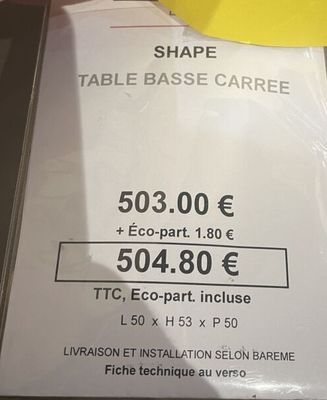 SHAPE
TABLE BASSE CARREE
503.00 €
+ Éco-part. 1.80 €
504.80 €
TTC, Eco-part. incluse
L 50 x H 53 x P 50
LIVRAISON ET INSTALLATION SELON BAREME
Fiche technique au verso